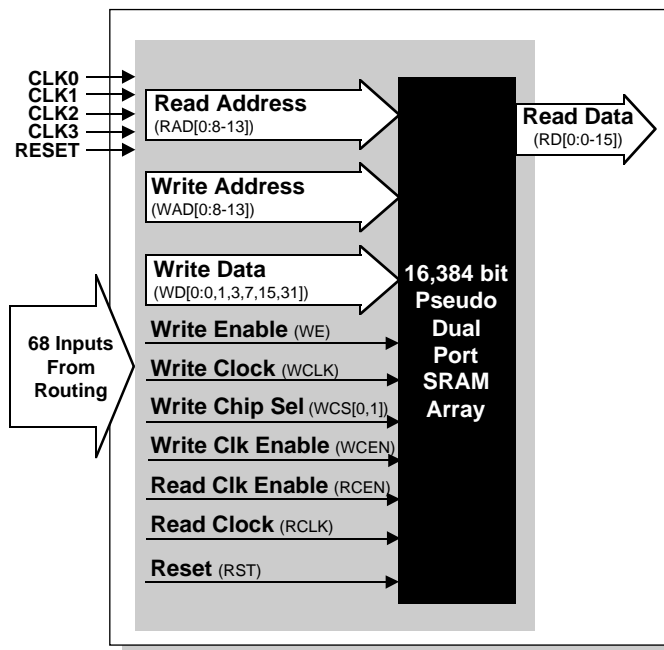 CLK0
CLK1
CLK2
CLK3
RESET
Read Address
(RAD[0:8-13])
Write Address
(WAD[0:8-13])
Write Data
(WD[0:0,1,3,7,15,31])
68 Inputs
From
Routing
Write Enable (WE)
Write Clock (WCLK)
Write Chip Sel (WCS[0,1])
Write Clk Enable (WCEN)
Read Clk Enable (RCEN)
Read Clock (RCLK)
Reset (RST)
16,384 bit
Pseudo
Dual
Port
SRAM
Array
Read Data
(RD[0:0-15])